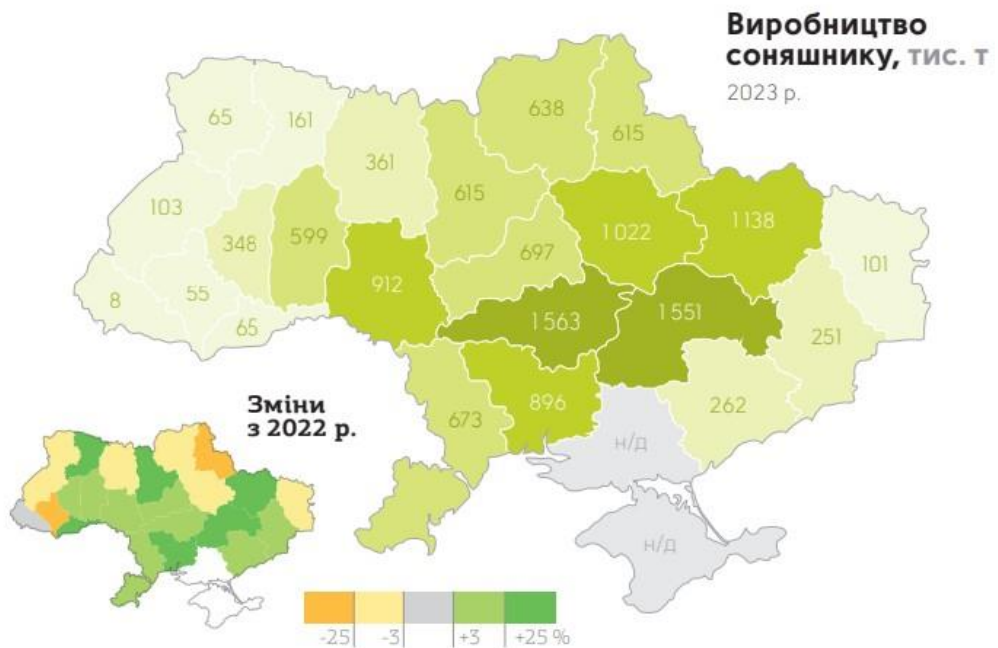 Виробництво
соняшнику, тис. т
2023 р.
638
615
65
161
361
615
103
348
599
697
1 022
1 138
101
8
55
65
912
1 563
1 551
251
673
896
262
н/д
н/д
Зміни
з 2022 р.
-25 -3 +3 +25 %